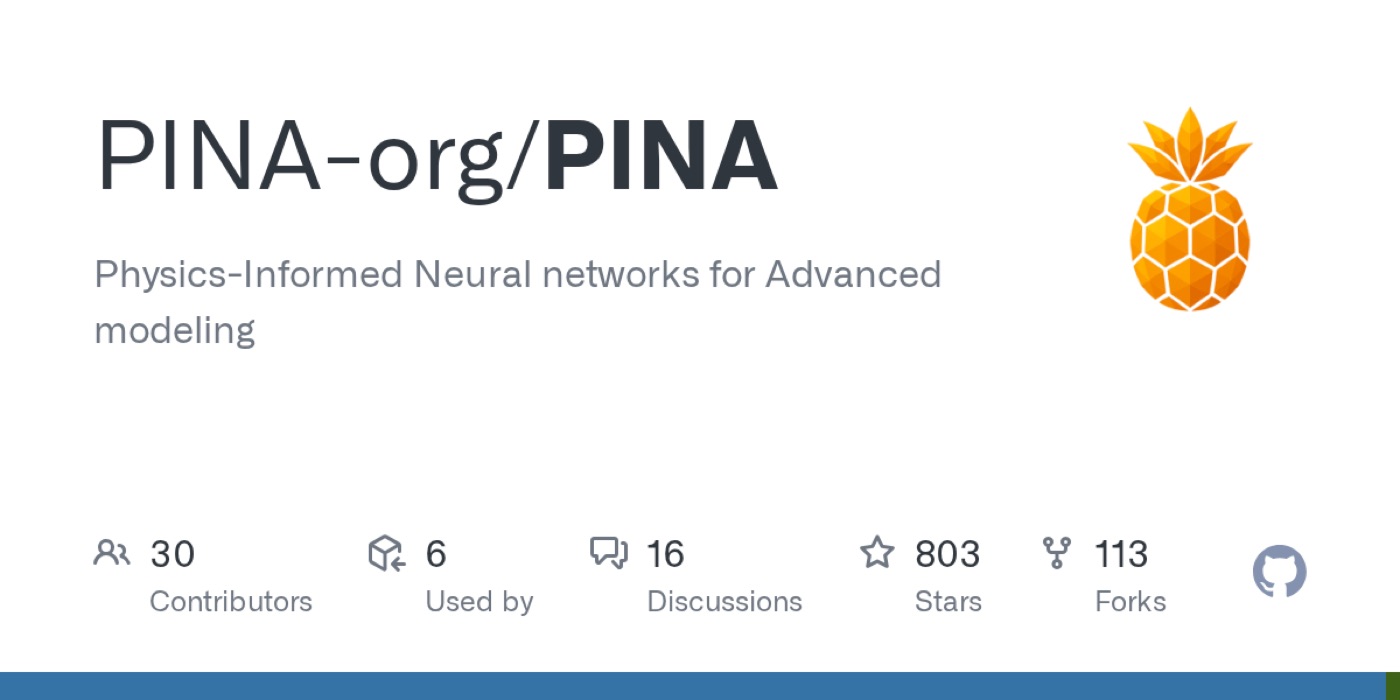 PINA-org/PINA
Physics-Informed Neural networks for Advanced
modeling
30 6 16 803 113
Contributors Used by Discussions Stars Forks